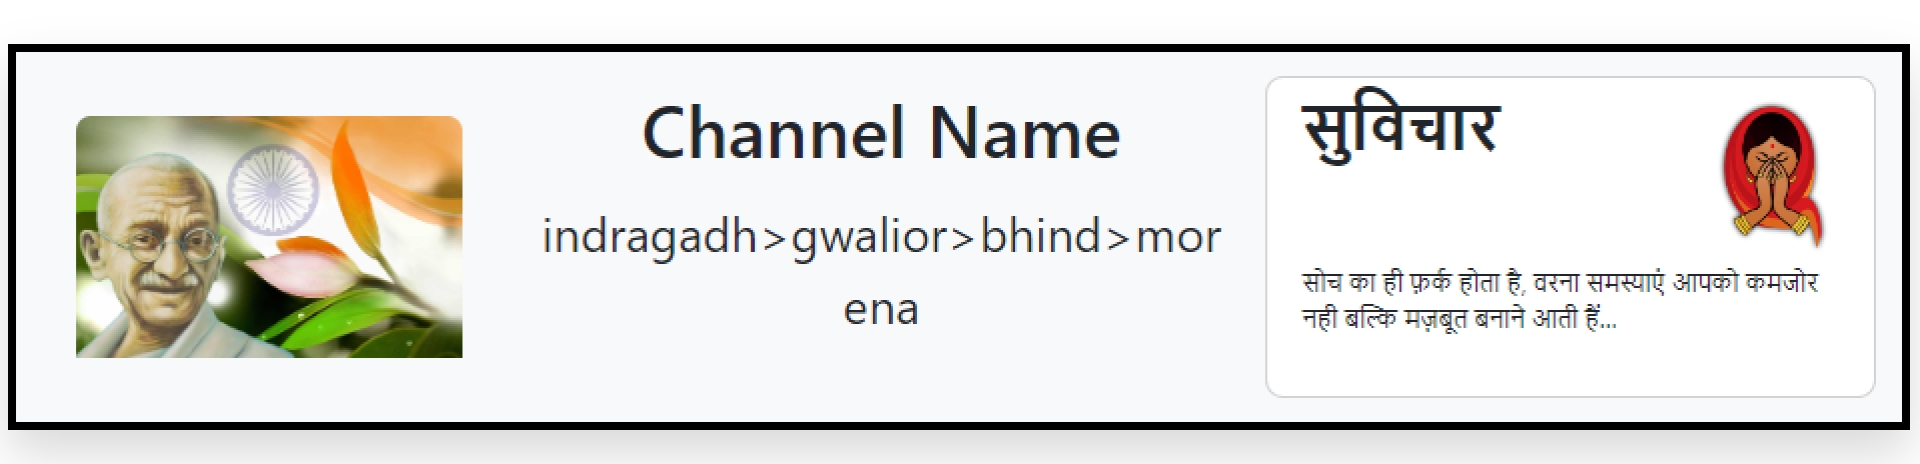 Channel Name
indragadh>gwalior>bhind>mor
ena
सुविचार
सोच का ही फ़र्क होता है, वरना समस्याएं आपको कमजोर
नही बल्कि मज़बूत बनाने आती हैं...